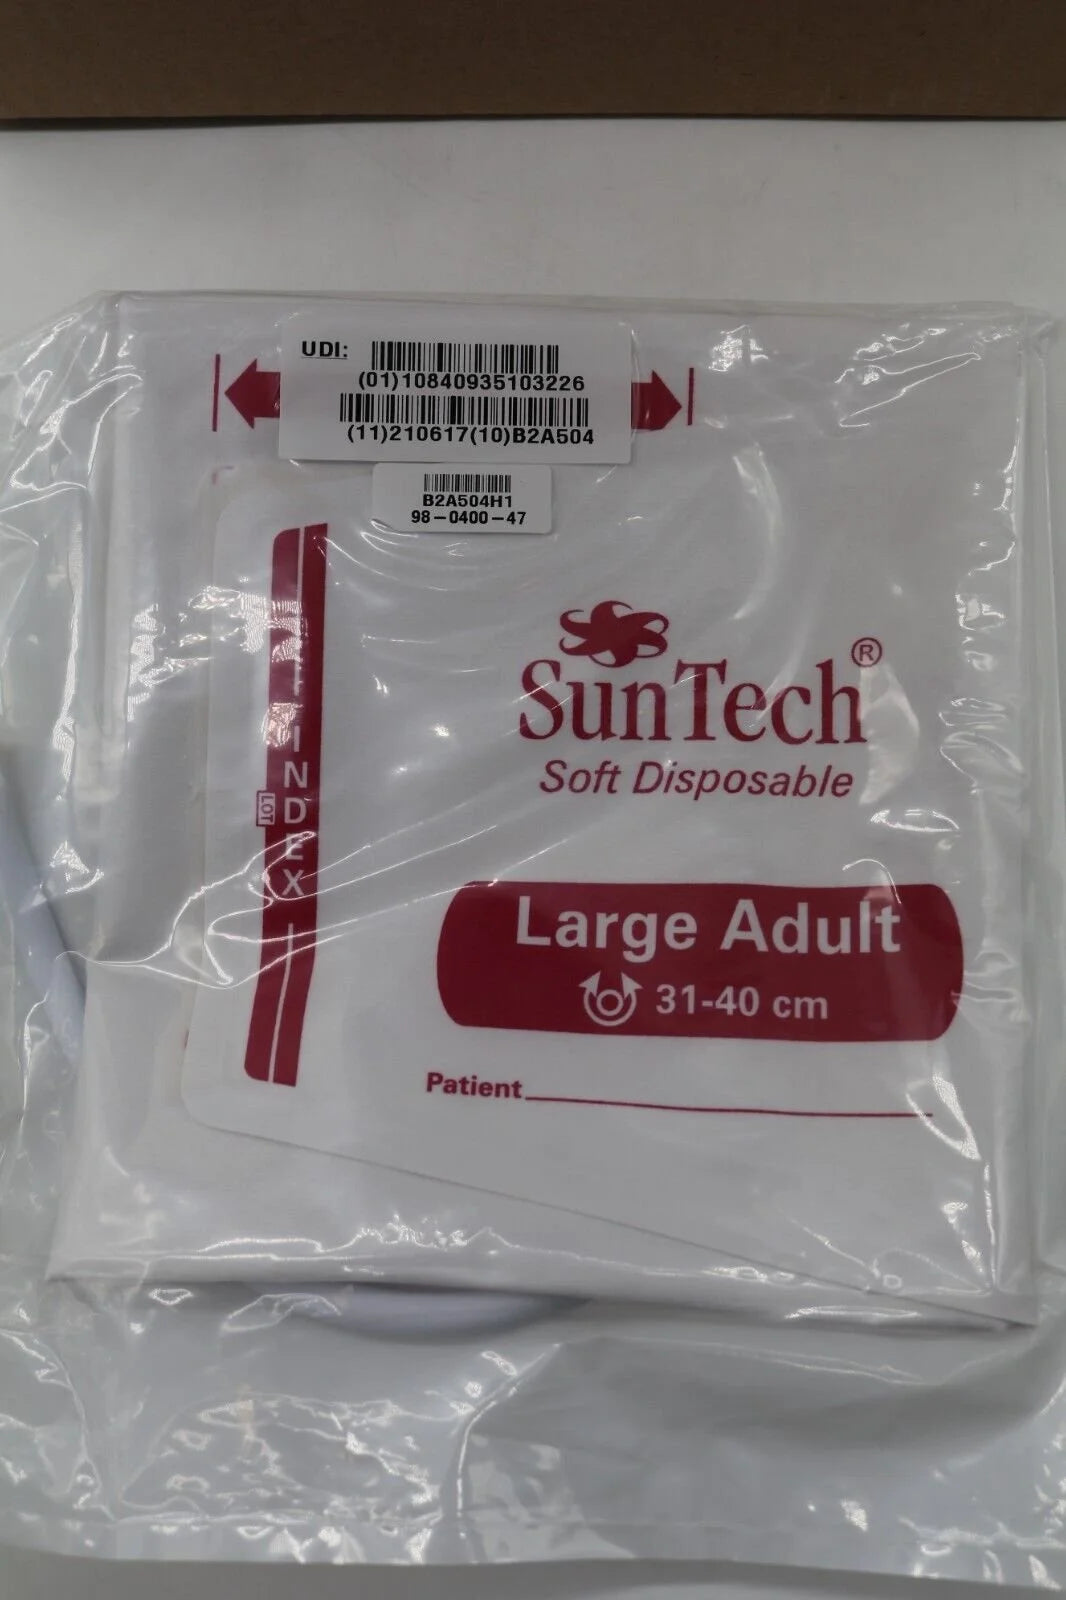 UDI:
(01)10840935103226
(11)210617(10)B2A504
B2A504H1
98-0400-47
INDEX
LOT
SunTech®
Soft Disposable
Large Adult
31-40 cm
Patient